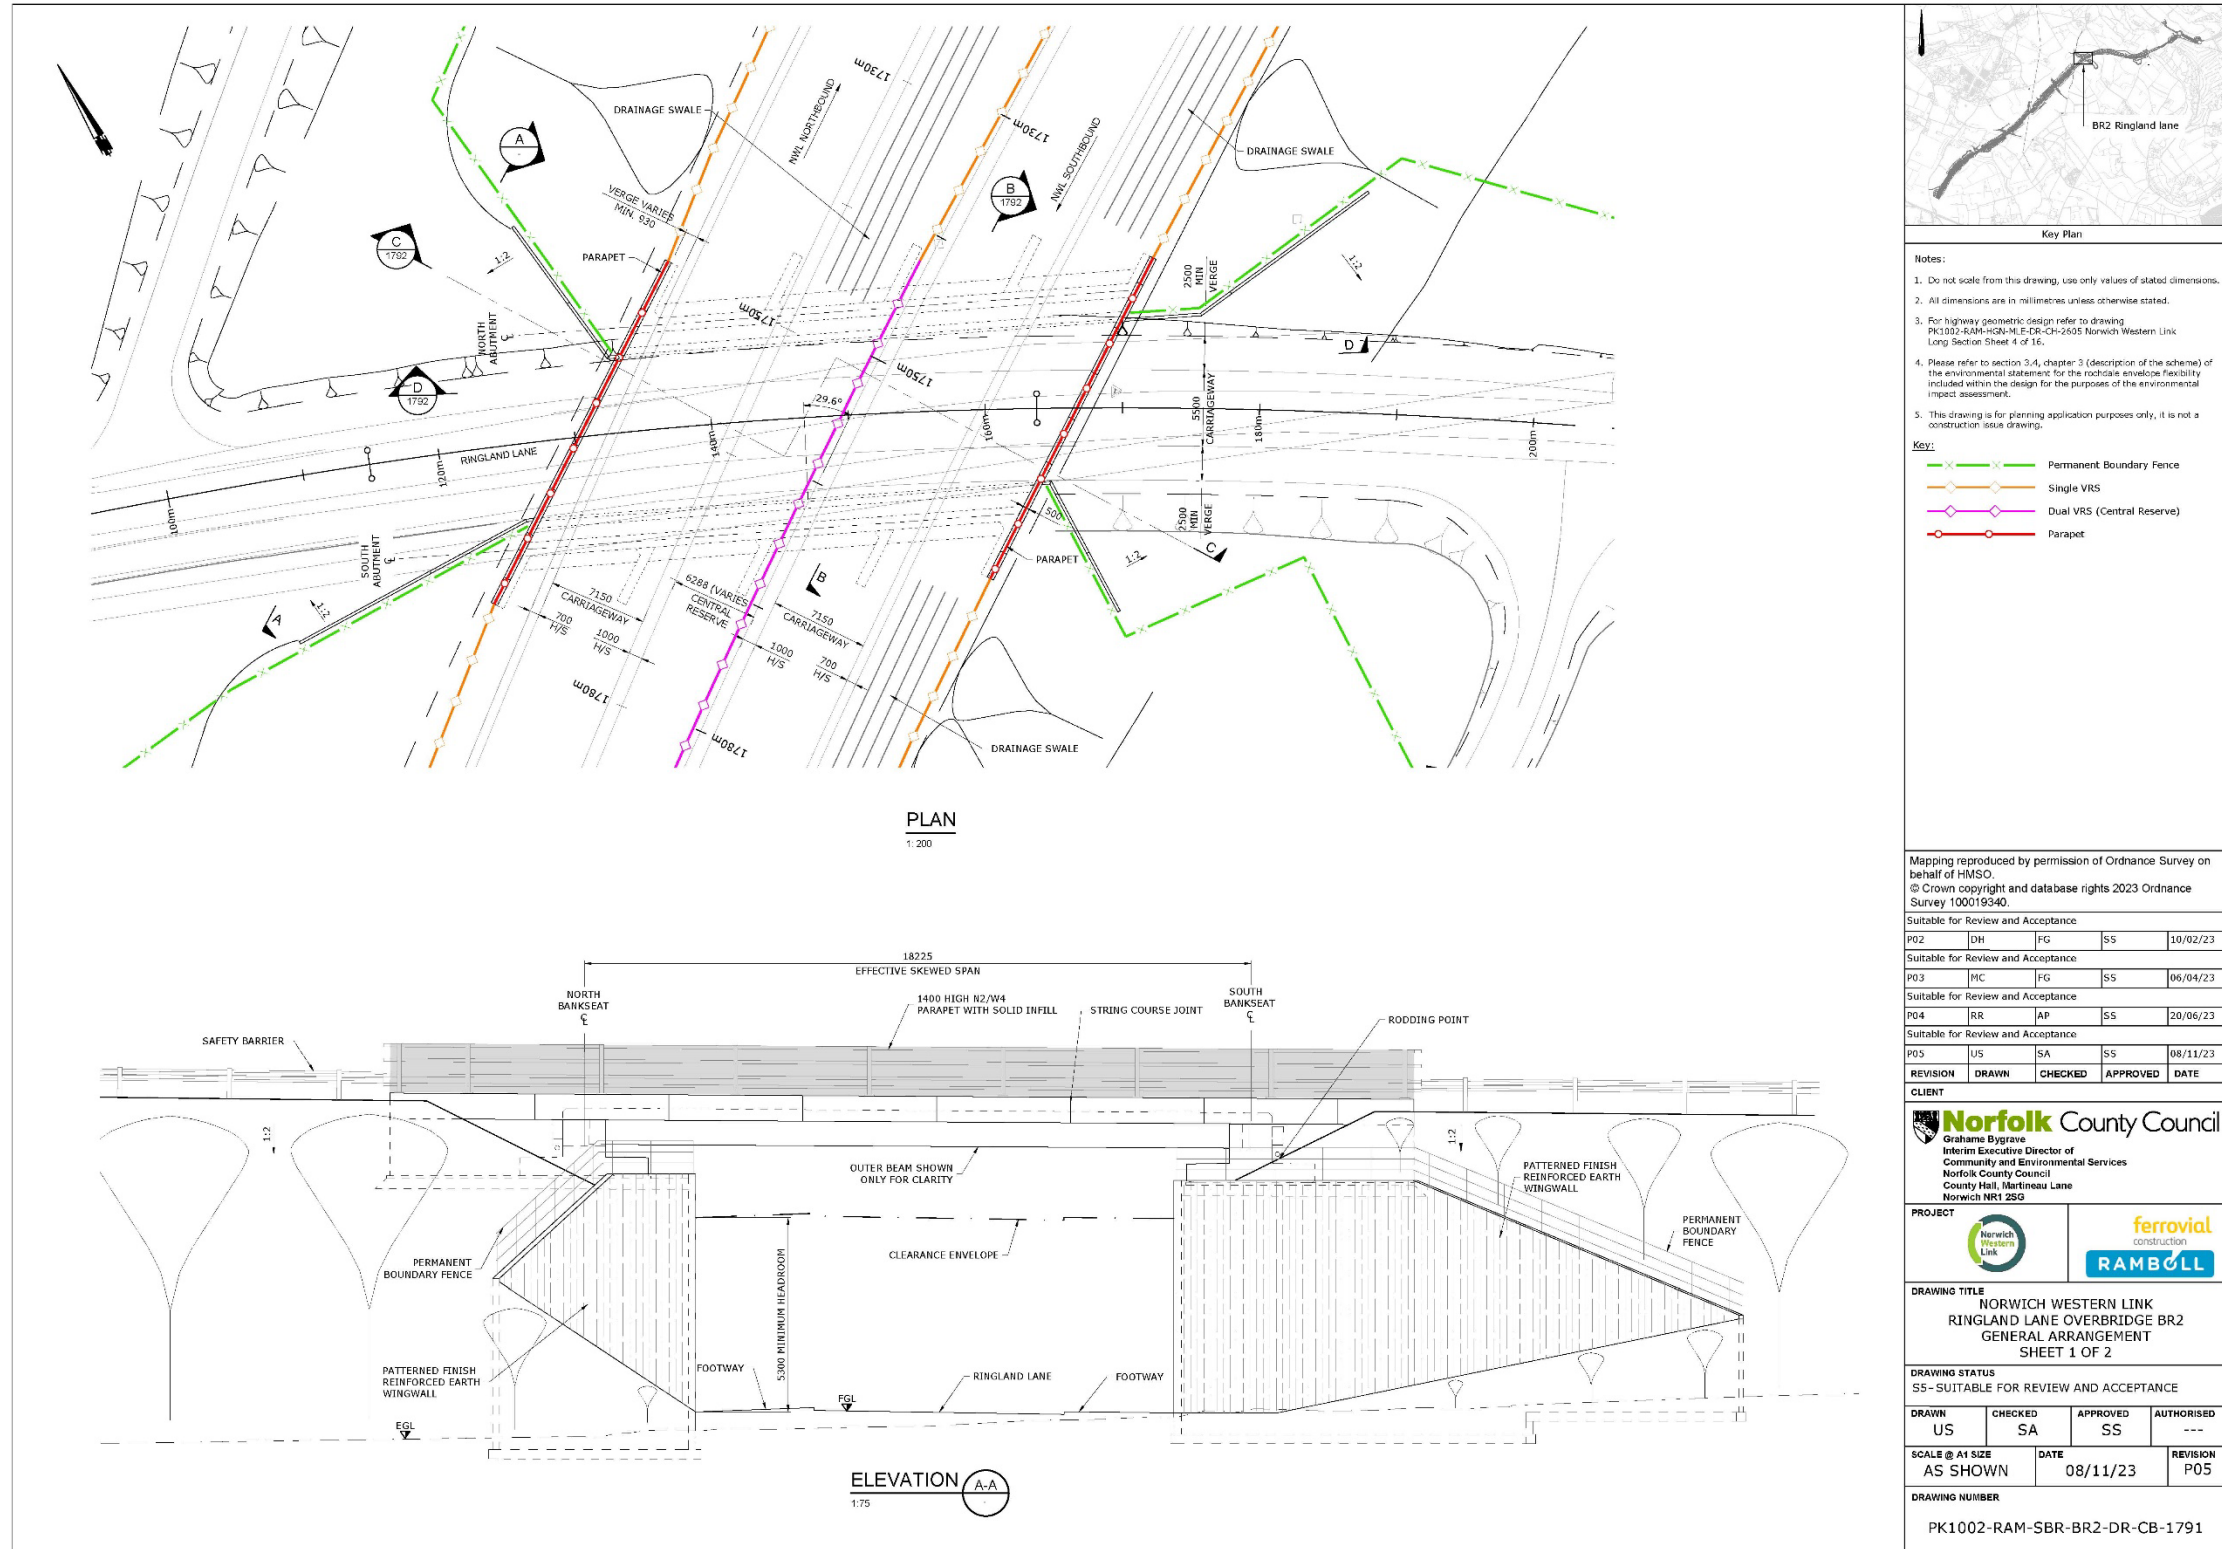 DRAINAGE SWALE
1730m
NWL NORTHBOUND
1730m
NWL SOUTHBOUND
DRAINAGE SWALE
A
-
B
1792
C
1792
VERGE VARIES
MIN. 930
1:2
PARAPET
2500
MIN
VERGE
1:2
1750m
NORTH
ABUTMENT
D
D
1792
1750m
29.6°
5500
CARRIAGEWAY
RINGLAND LANE
100m
120m
140m
160m
180m
200m
SOUTH
ABUTMENT
500
2500
MIN
VERGE
C
PARAPET
1:2
A
1:2
B
7150
CARRIAGEWAY
700
H/S
1000
H/S
6288 (VARIES
CENTRAL
RESERVE
7150
CARRIAGEWAY
1000
H/S
700
H/S
1780m
1780m
DRAINAGE SWALE
PLAN
1: 200
18225
EFFECTIVE SKEWED SPAN
NORTH
BANKSEAT
SOUTH
BANKSEAT
1400 HIGH N2/W4
PARAPET WITH SOLID INFILL
STRING COURSE JOINT
RODDING POINT
SAFETY BARRIER
1:2
1:2
OUTER BEAM SHOWN
ONLY FOR CLARITY
PATTERNED FINISH
REINFORCED EARTH
WINGWALL
PERMANENT
BOUNDARY
FENCE
CLEARANCE ENVELOPE
PERMANENT
BOUNDARY FENCE
5300 MINIMUM HEADROOM
PATTERNED FINISH
REINFORCED EARTH
WINGWALL
FOOTWAY
RINGLAND LANE
FOOTWAY
FGL
EGL
ELEVATION
A-A
-
1:75
BR2 Ringland lane
Key Plan
Notes:
1. Do not scale from this drawing, use only values of stated dimensions.
2. All dimensions are in millimetres unless otherwise stated.
3. For highway geometric design refer to drawing
PK1002-RAM-HGN-MLE-DR-CH-2605 Norwich Western Link
Long Section Sheet 4 of 16.
4. Please refer to section 3.4, chapter 3 (description of the scheme) of
the environmental statement for the rochdale envelope flexibility
included within the design for the purposes of the environmental
impact assessment.
5. This drawing is for planning application purposes only, it is not a
construction issue drawing.
Key:
Permanent Boundary Fence
Single VRS
Dual VRS (Central Reserve)
Parapet
Mapping reproduced by permission of Ordnance Survey on
behalf of HMSO.
© Crown copyright and database rights 2023 Ordnance
Survey 100019340.
Suitable for Review and Acceptance
P02 DH FG SS 10/02/23
Suitable for Review and Acceptance
P03 MC FG SS 06/04/23
Suitable for Review and Acceptance
P04 RR AP SS 20/06/23
Suitable for Review and Acceptance
P05 US SA SS 08/11/23
REVISION DRAWN CHECKED APPROVED DATE
CLIENT
Norfolk County Council
Grahame Bygrave
Interim Executive Director of
Community and Environmental Services
Norfolk County Council
County Hall, Martineau Lane
Norwich NR1 2SG
PROJECT
Norwich
Western
Link
ferrovial
construction
RAMBOLL
DRAWING TITLE
NORWICH WESTERN LINK
RINGLAND LANE OVERBRIDGE BR2
GENERAL ARRANGEMENT
SHEET 1 OF 2
DRAWING STATUS
S5-SUITABLE FOR REVIEW AND ACCEPTANCE
DRAWN CHECKED APPROVED AUTHORISED
US SA SS ---
SCALE @ A1 SIZE DATE REVISION
AS SHOWN 08/11/23 P05
DRAWING NUMBER
PK1002-RAM-SBR-BR2-DR-CB-1791